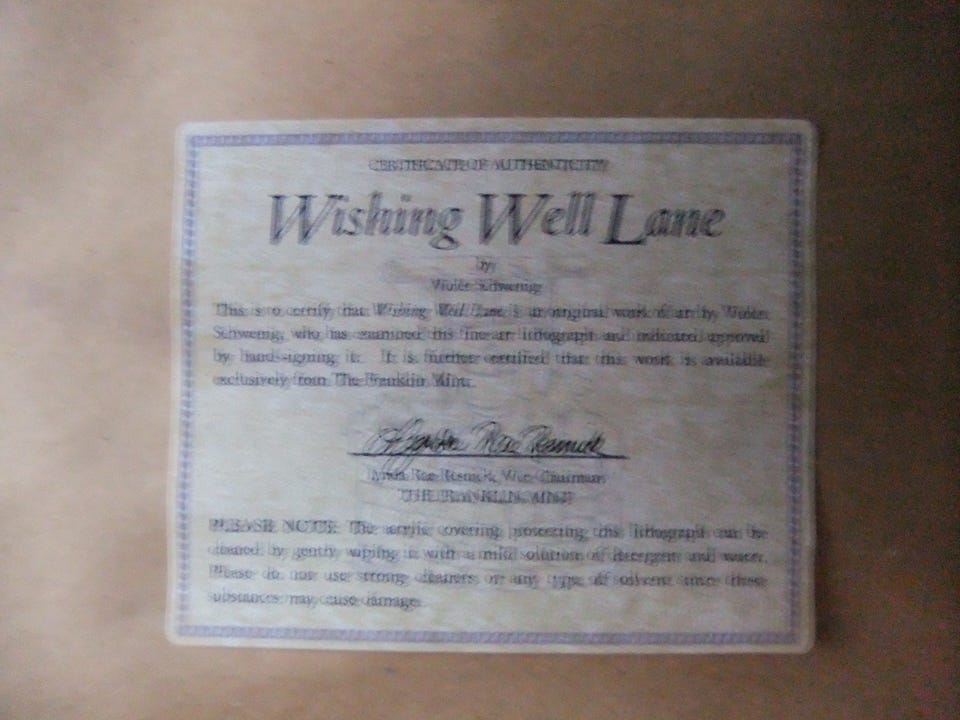 CERTIFICATE OF AUTHENTICITY
Wishing Well Lane
by
Violet Schwenig
This is to certify that Wishing Well Lane is an original work of art by Violet
Schwenig, who has examined this fine art lithograph and indicated approval
by hand-signing it. It is further certified that this work is available
exclusively from The Franklin Mint.
Lynda Rae Resnick
Lynda Rae Resnick, Vice-Chairman
THE FRANKLIN MINT
PLEASE NOTE: The acrylic covering protecting this lithograph can be
cleaned by gently wiping it with a mild solution of detergent and water.
Please do not use strong cleaners or any type of solvent since these
substances may cause damage.